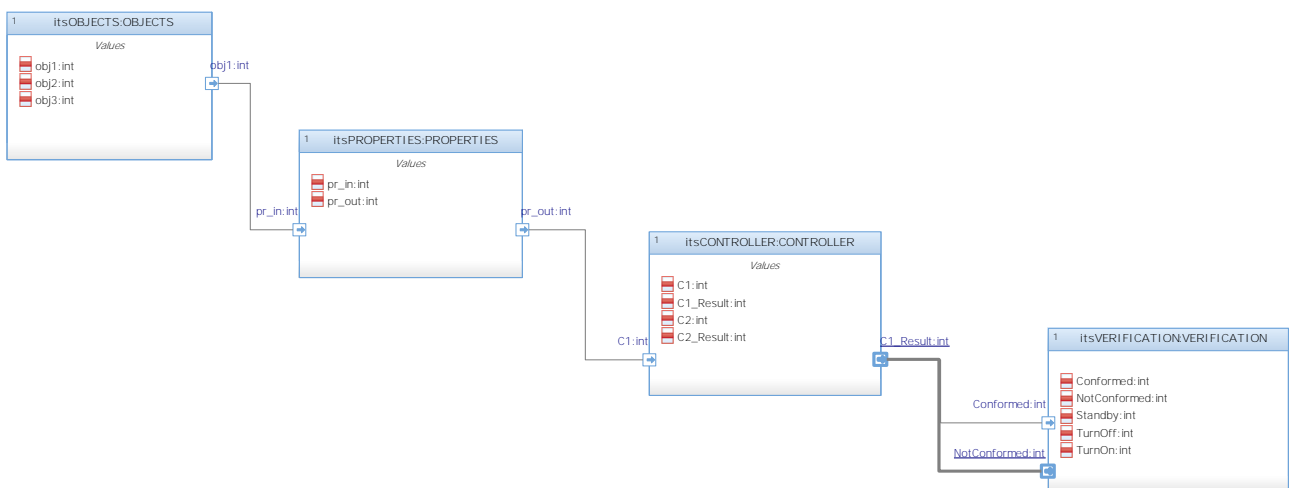 1 itsOBJECTS:OBJECTS
Values
obj1:int
obj2:int
obj3:int
obj1:int
1 itsPROPERTIES:PROPERTIES
Values
pr_in:int
pr_out:int
pr_in:int
pr_out:int
1 itsCONTROLLER:CONTROLLER
Values
C1:int
C1_Result:int
C2:int
C2_Result:int
C1:int
C1_Result:int
1 itsVERIFICATION:VERIFICATION
Conformed:int
NotConformed:int
Standby:int
TurnOff:int
TurnOn:int
Conformed:int
NotConformed:int